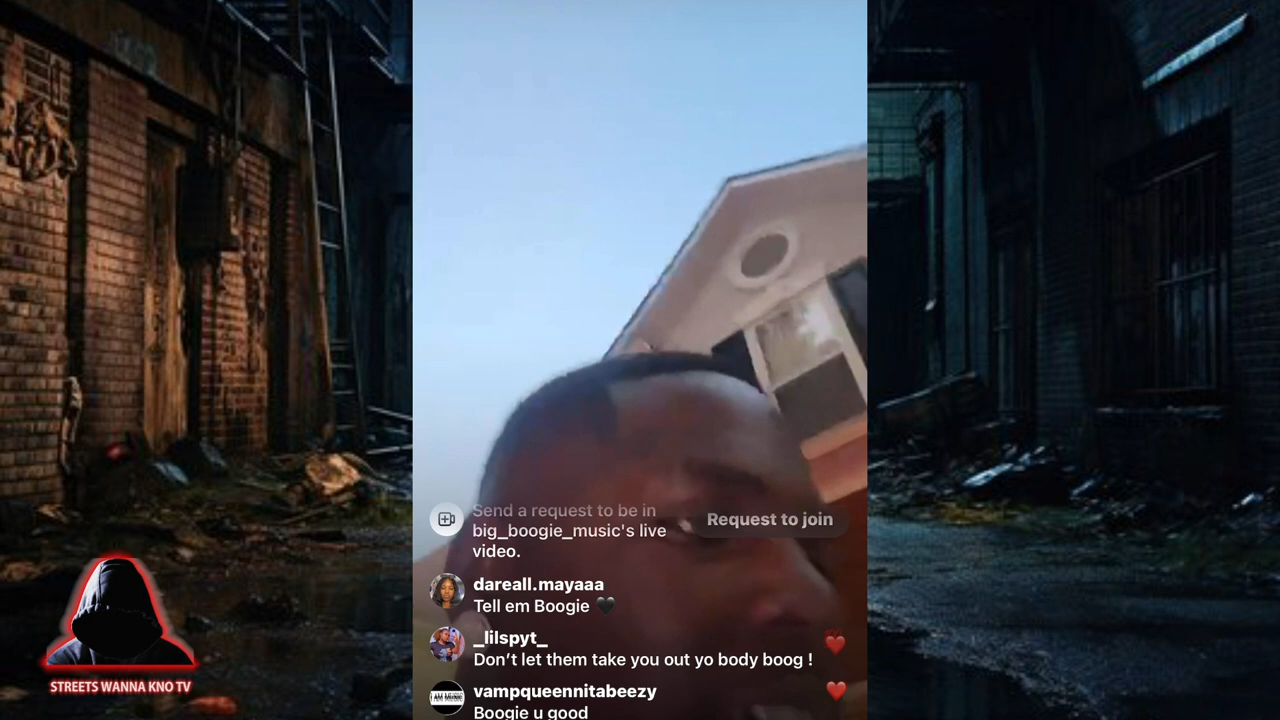 Send a request to be in
big_boogie_music's live
video.
Request to join
dareall.mayaaa
Tell em Boogie 🖤
_lilspyt_
Don’t let them take you out yo body boog !
vampqueennitabeezy
Boogie u good
STREETS WANNA KNO TV